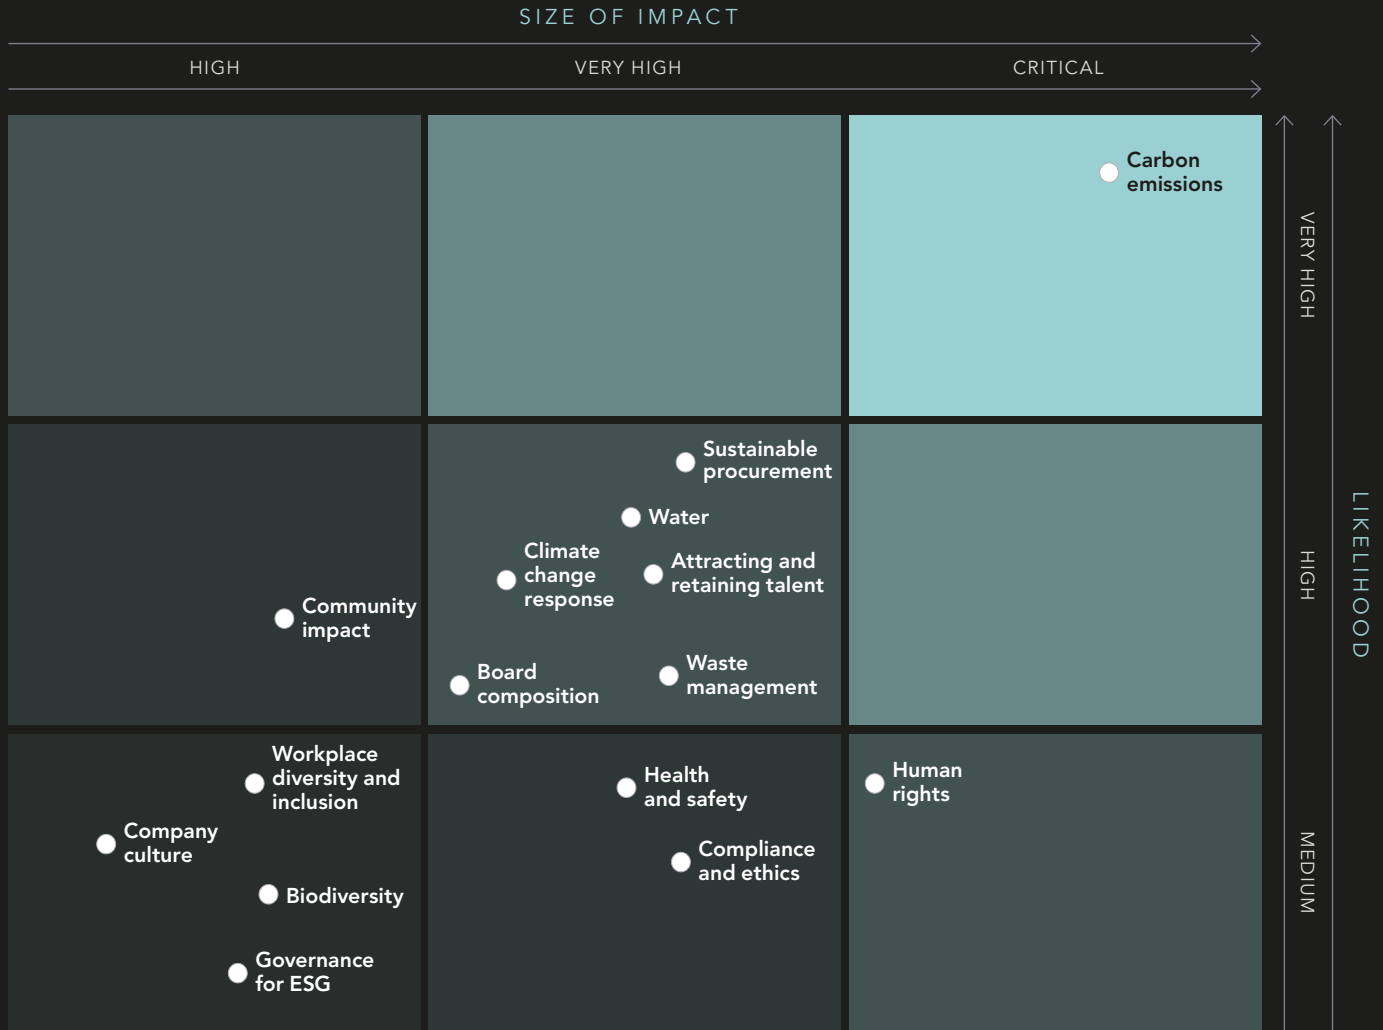 SIZE OF IMPACT
HIGH
VERY HIGH
CRITICAL
Carbon
emissions
VERY HIGH
Sustainable
procurement
Water
Climate
change
response
Attracting and
retaining talent
Community
impact
Board
composition
Waste
management
HIGH
LIKELIHOOD
Workplace
diversity and
inclusion
Company
culture
Biodiversity
Governance
for ESG
Health
and safety
Compliance
and ethics
Human
rights
MEDIUM